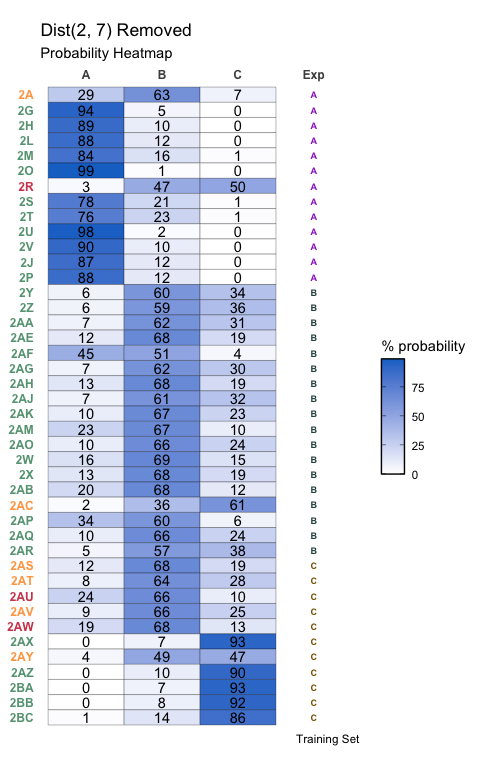 Dist(2, 7) Removed
Probability Heatmap
A B C Exp
2A 29 63 7 A
2G 94 5 0 A
2H 89 10 0 A
2L 88 12 0 A
2M 84 16 1 A
2O 99 1 0 A
2R 3 47 50 A
2S 78 21 1 A
2T 76 23 1 A
2U 98 2 0 A
2V 90 10 0 A
2J 87 12 0 A
2P 88 12 0 A
2Y 6 60 34 B
2Z 6 59 36 B
2AA 7 62 31 B
2AE 12 68 19 B
2AF 45 51 4 B
2AG 7 62 30 B
2AH 13 68 19 B
2AJ 7 61 32 B
2AK 10 67 23 B
2AM 23 67 10 B
2AO 10 66 24 B
2W 16 69 15 B
2X 13 68 19 B
2AB 20 68 12 B
2AC 2 36 61 B
2AP 34 60 6 B
2AQ 10 66 24 B
2AR 5 57 38 B
2AS 12 68 19 C
2AT 8 64 28 C
2AU 24 66 10 C
2AV 9 66 25 C
2AW 19 68 13 C
2AX 0 7 93 C
2AY 4 49 47 C
2AZ 0 10 90 C
2BA 0 7 93 C
2BB 0 8 92 C
2BC 1 14 86 C
% probability
75
50
25
0
Training Set